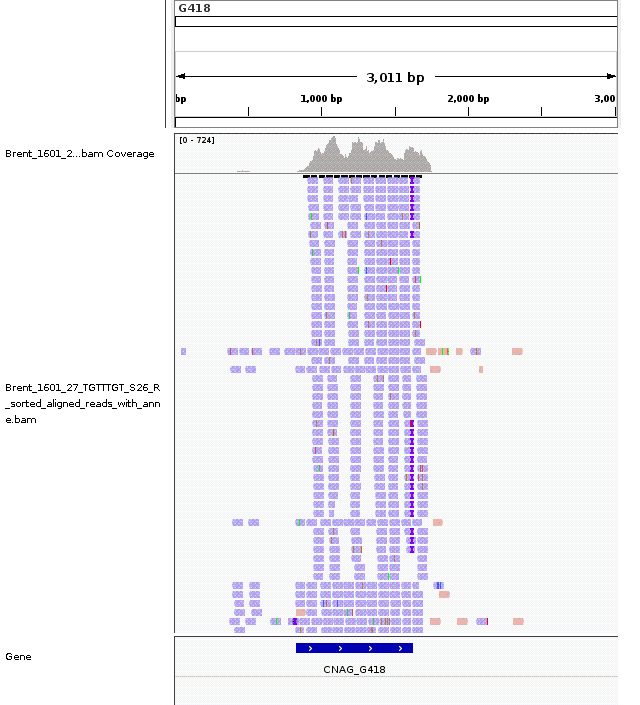 G418
3,011 bp
bp 1,000 bp 2,000 bp 3,00
[0 - 724]
Brent_1601_2...bam Coverage
Brent_1601_27_TGTTTGT_S26_R
_sorted_aligned_reads_with_ann
e.bam
Gene
CNAG_G418